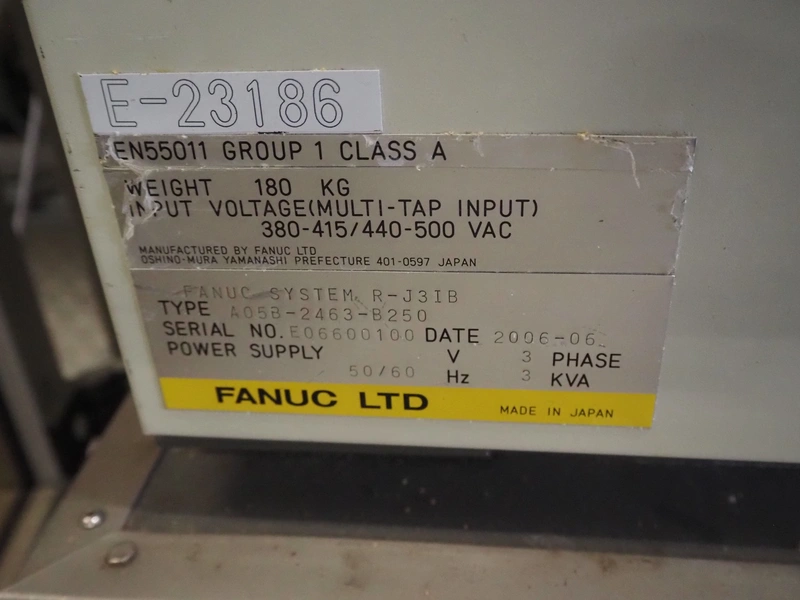 E-23186
EN55011 GROUP 1 CLASS A
WEIGHT 180 KG
INPUT VOLTAGE(MULTI-TAP INPUT)
380-415/440-500 VAC
MANUFACTURED BY FANUC LTD
OSHINO-MURA YAMANASHI PREFECTURE 401-0597 JAPAN
FANUC SYSTEM R-J3IB
TYPE A05B-2463-B250
SERIAL NO. E06600100 DATE 2006-06
POWER SUPPLY V 3 PHASE
50/60 Hz 3 KVA
FANUC LTD MADE IN JAPAN